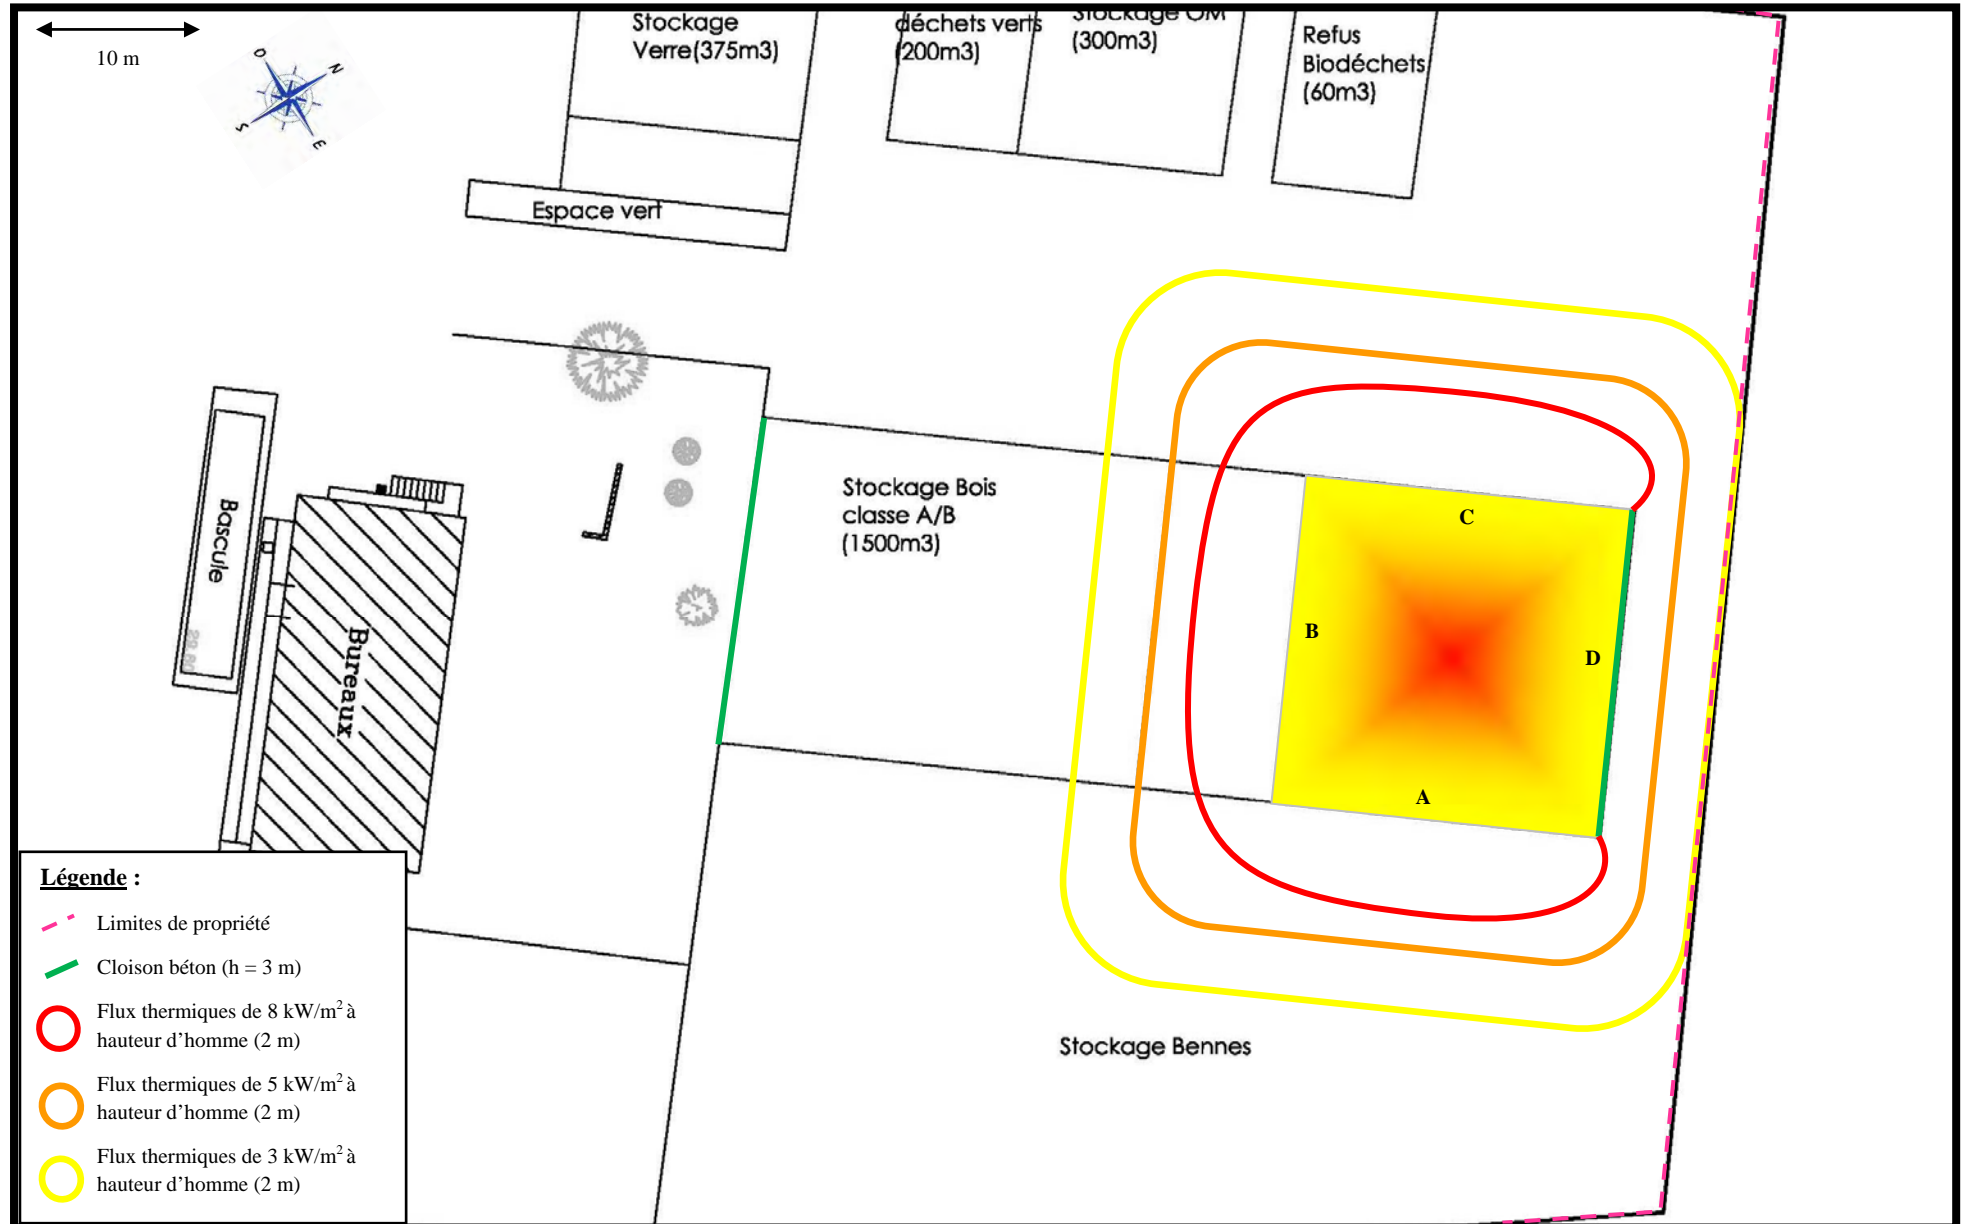 10 m
O
N
S
E
Stockage
Verre(375m3)
déchets verts
(200m3)
Stockage OM
(300m3)
Refus
Biodéchets
(60m3)
Espace vert
Stockage Bois
classe A/B
(1500m3)
Bascule
Bureaux
C
B
D
A
Stockage Bennes
Légende :
Limites de propriété
Cloison béton (h = 3 m)
Flux thermiques de 8 kW/m² à
hauteur d’homme (2 m)
Flux thermiques de 5 kW/m² à
hauteur d’homme (2 m)
Flux thermiques de 3 kW/m² à
hauteur d’homme (2 m)